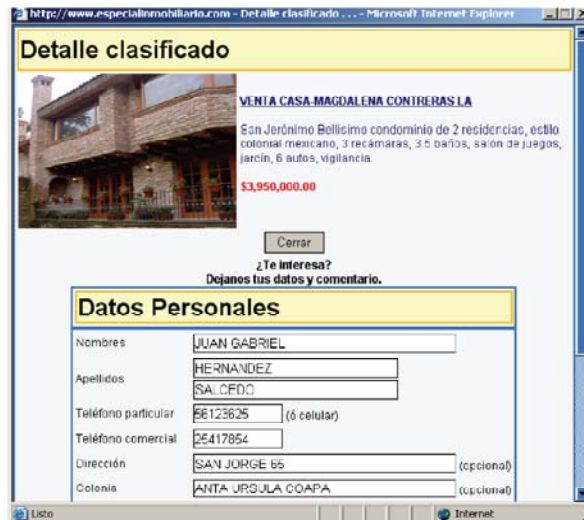 http://www.especialinmobiliario.com - Detalle clasificado . . . - Microsoft Internet Explorer
Detalle clasificado
VENTA CASA-MAGDALENA CONTRERAS LA
San Jerónimo Bellisimo condominio de 2 residencias, estilo
colonial mexicano, 3 recámaras, 3.5 baños, salón de juegos,
jarcín, 6 autos, vigilancia.
$3,950,000.00
Cerrar
¿Te interesa?
Dejanos tus datos y comentario.
Datos Personales
Nombres JUAN GABRIEL
Apellidos HERNANDEZ
SALCEDO
Teléfono particular 56123625 (ó celular)
Teléfono comercial 25417854
Dirección SAN JORGE 65 (opcional)
Colonia ANTA URSULA COAPA (opcional)
Listo Internet